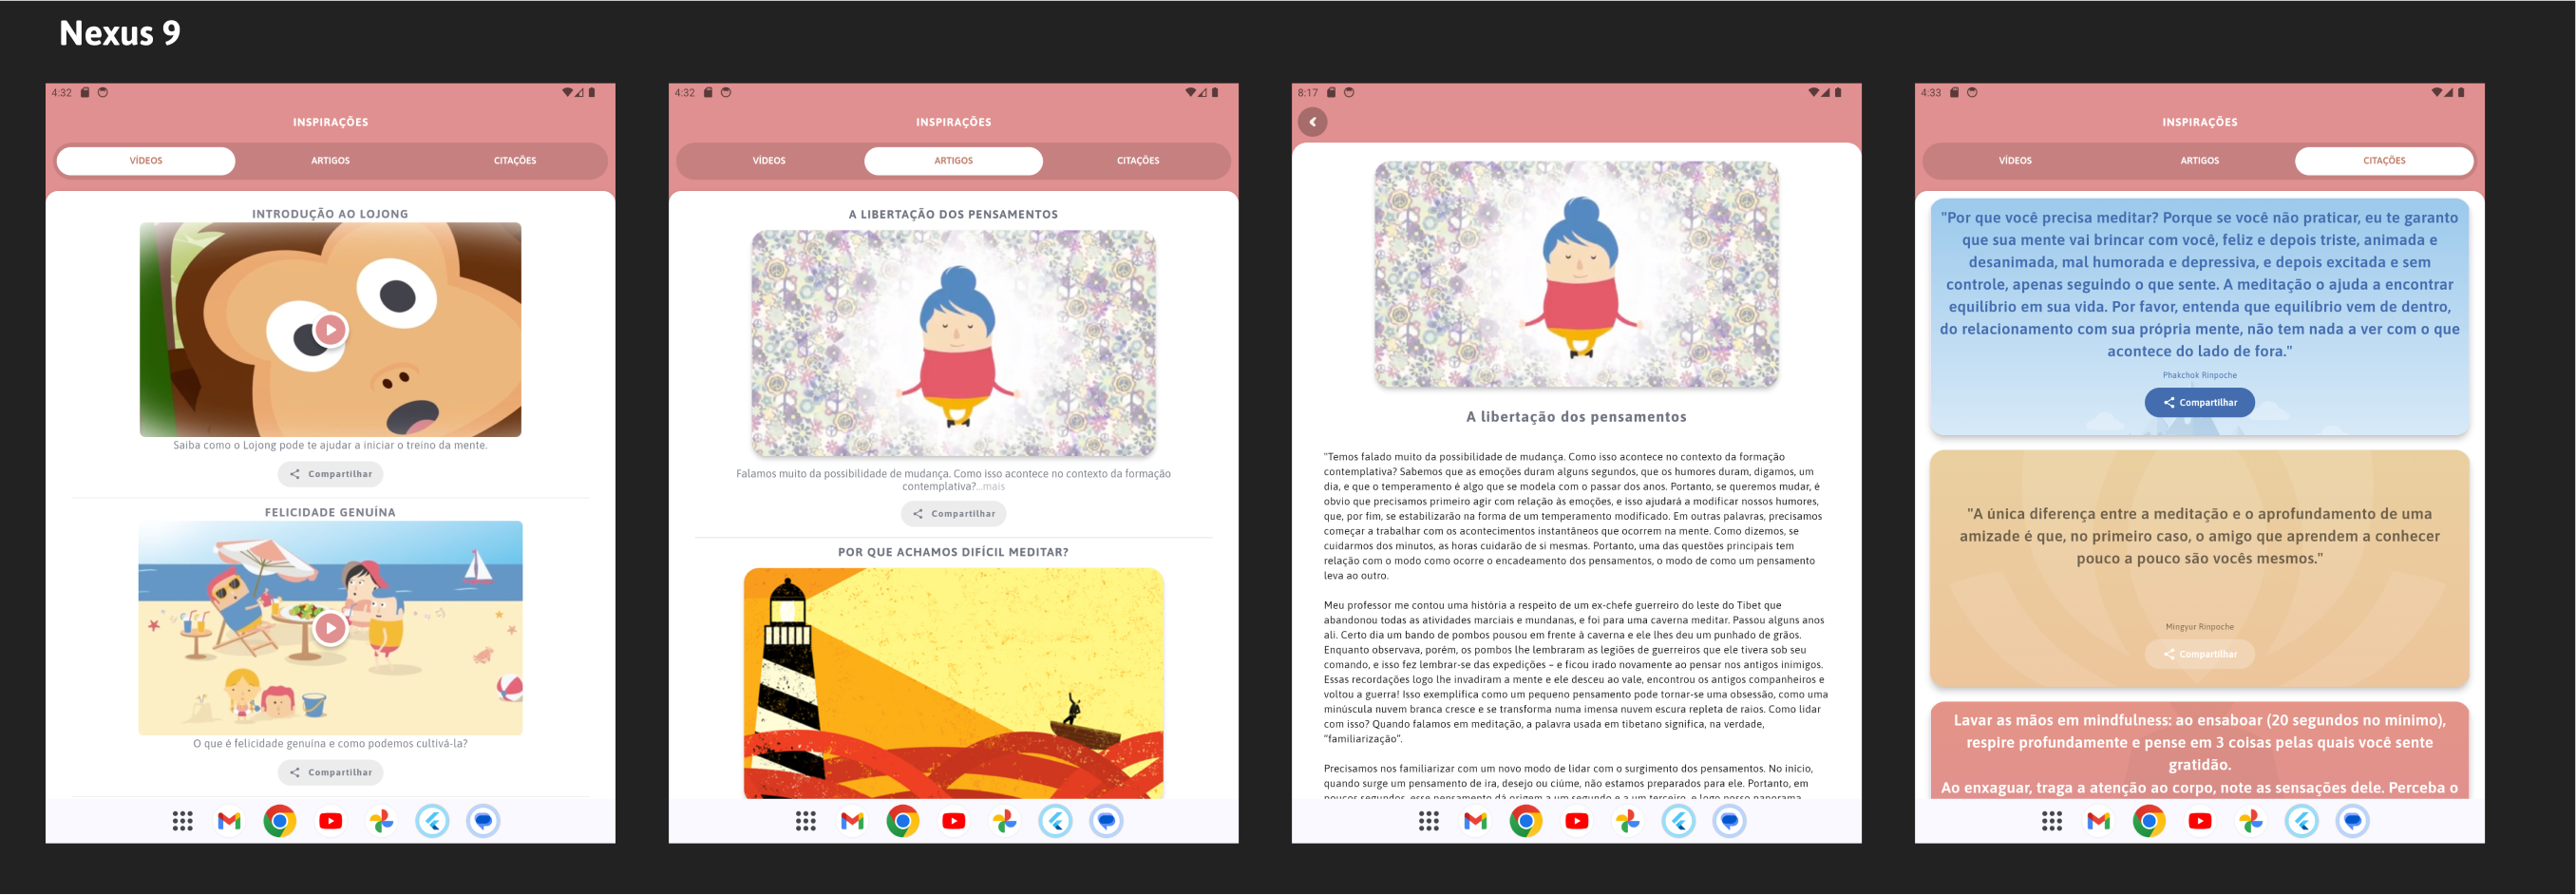 Nexus 9
4:32
INSPIRAÇÕES
VÍDEOS
ARTIGOS
CITAÇÕES
INTRODUÇÃO AO LOJONG
Saiba como o Lojong pode te ajudar a iniciar o treino da mente.
Compartilhar
FELICIDADE GENUÍNA
O que é felicidade genuína e como podemos cultivá-la?
Compartilhar
4:32
INSPIRAÇÕES
VÍDEOS
ARTIGOS
CITAÇÕES
A LIBERTAÇÃO DOS PENSAMENTOS
Falamos muito da possibilidade de mudança. Como isso acontece no contexto da formação
contemplativa?...mais
Compartilhar
POR QUE ACHAMOS DIFÍCIL MEDITAR?
8:17
A libertação dos pensamentos
"Temos falado muito da possibilidade de mudança. Como isso acontece no contexto da formação
contemplativa? Sabemos que as emoções duram alguns segundos, que os humores duram, digamos, um
dia, e que o temperamento é algo que se modela com o passar dos anos. Portanto, se queremos mudar, é
obvio que precisamos primeiro agir com relação às emoções, e isso ajudará a modificar nossos humores,
que, por fim, se estabilizarão na forma de um temperamento modificado. Em outras palavras, precisamos
começar a trabalhar com os acontecimentos instantâneos que ocorrem na mente. Como dizemos, se
cuidarmos dos minutos, as horas cuidarão de si mesmas. Portanto, uma das questões principais tem
relação com o modo como ocorre o encadeamento dos pensamentos, o modo de como um pensamento
leva ao outro.
Meu professor me contou uma história a respeito de um ex-chefe guerreiro do leste do Tibet que
abandonou todas as atividades marciais e mundanas, e foi para uma caverna meditar. Passou alguns anos
ali. Certo dia um bando de pombos pousou em frente à caverna e ele lhes deu um punhado de grãos.
Enquanto observava, porém, os pombos lhe lembraram as legiões de guerreiros que ele tivera sob seu
comando, e isso fez lembrar-se das expedições – e ficou irado novamente ao pensar nos antigos inimigos.
Essas recordações logo lhe invadiram a mente e ele desceu ao vale, encontrou os antigos companheiros e
voltou a guerra! Isso exemplifica como um pequeno pensamento pode tornar-se uma obsessão, como uma
minúscula nuvem branca cresce e se transforma numa imensa nuvem escura repleta de raios. Como lidar
com isso? Quando falamos em meditação, a palavra usada em tibetano significa, na verdade,
"familiarização".
Precisamos nos familiarizar com um novo modo de lidar com o surgimento dos pensamentos. No início,
quando surge um pensamento de ira, desejo ou ciúme, não estamos preparados para ele. Portanto, em
poucos segundos, esse pensamento dá origem a um segundo e a um terceiro, e logo nosso panorama
4:33
INSPIRAÇÕES
VÍDEOS
ARTIGOS
CITAÇÕES
"Por que você precisa meditar? Porque se você não praticar, eu te garanto
que sua mente vai brincar com você, feliz e depois triste, animada e
desanimada, mal humorada e depressiva, e depois excitada e sem
controle, apenas seguindo o que sente. A meditação o ajuda a encontrar
equilíbrio em sua vida. Por favor, entenda que equilíbrio vem de dentro,
do relacionamento com sua própria mente, não tem nada a ver com o que
acontece do lado de fora."
Phakchok Rinpoche
Compartilhar
"A única diferença entre a meditação e o aprofundamento de uma
amizade é que, no primeiro caso, o amigo que aprendem a conhecer
pouco a pouco são vocês mesmos."
Mingyur Rinpoche
Compartilhar
Lavar as mãos em mindfulness: ao ensaboar (20 segundos no mínimo),
respire profundamente e pense em 3 coisas pelas quais você sente
gratidão.
Ao enxaguar, traga a atenção ao corpo, note as sensações dele. Perceba o